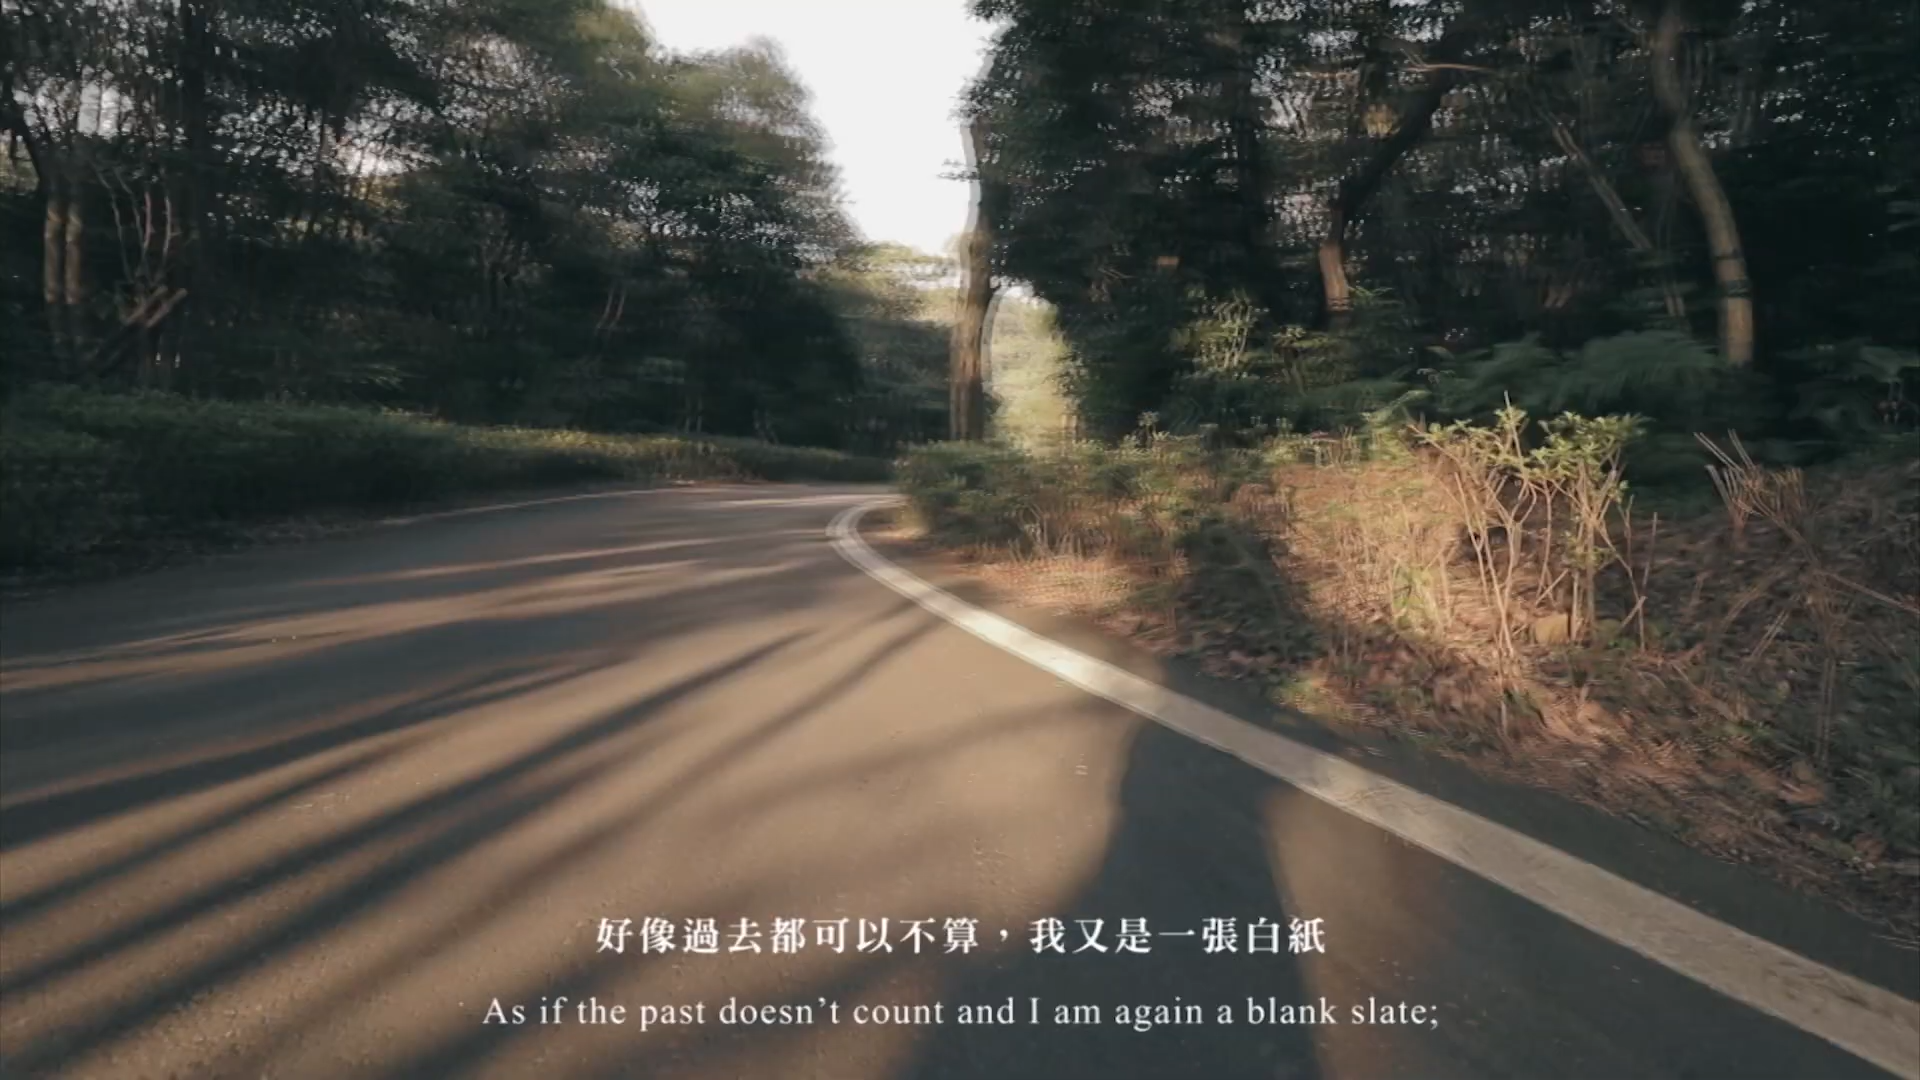 好像過去都可以不算，我又是一張白紙
As if the past doesn’t count and I am again a blank slate;